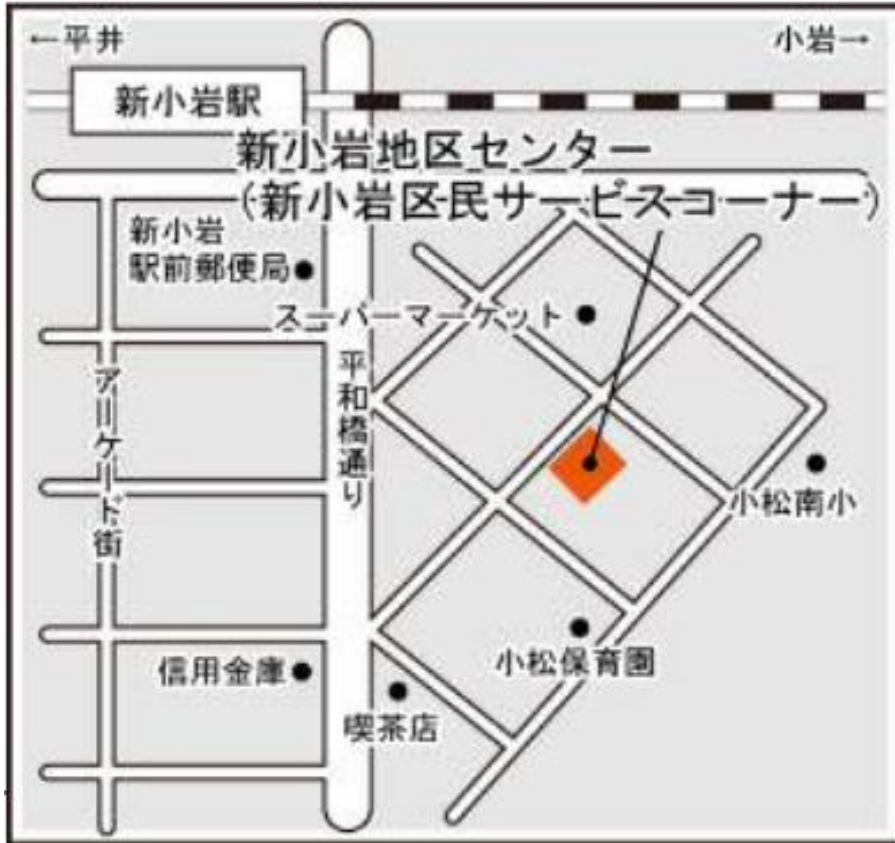 ←平井
小岩→
新小岩駅
新小岩地区センター
（新小岩区民サービスコーナー）
新小岩
駅前郵便局
スーパーマーケット
平和橋通り
アーケード街
小松南小
小松保育園
信用金庫
喫茶店